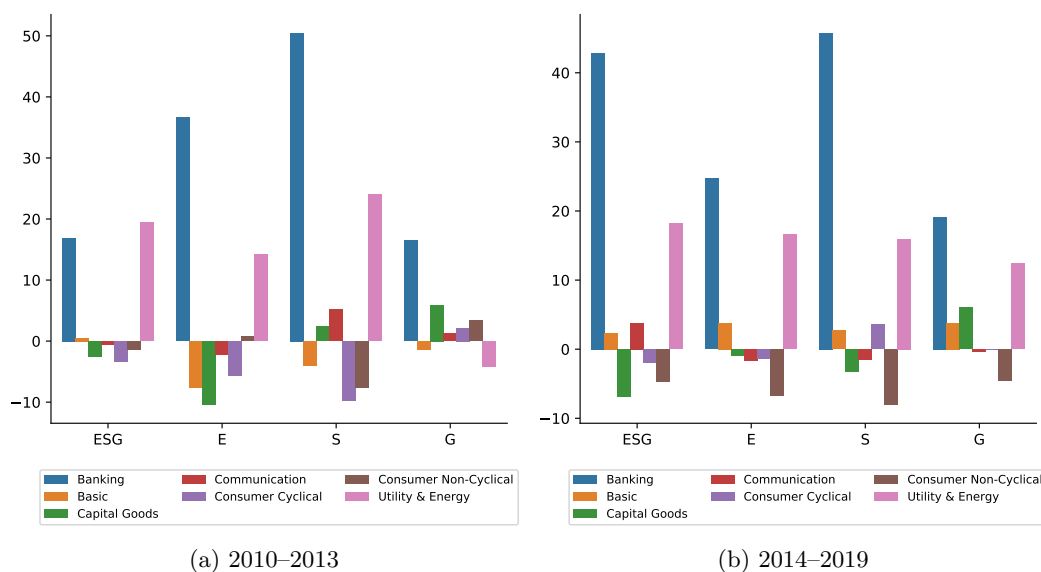 50
40
30
20
10
0
−10
ESG E S G
Banking Communication Consumer Non-Cyclical
Basic Consumer Cyclical Utility & Energy
Capital Goods
(a) 2010–2013
40
30
20
10
0
−10
ESG E S G
Banking Communication Consumer Non-Cyclical
Basic Consumer Cyclical Utility & Energy
Capital Goods
(b) 2014–2019